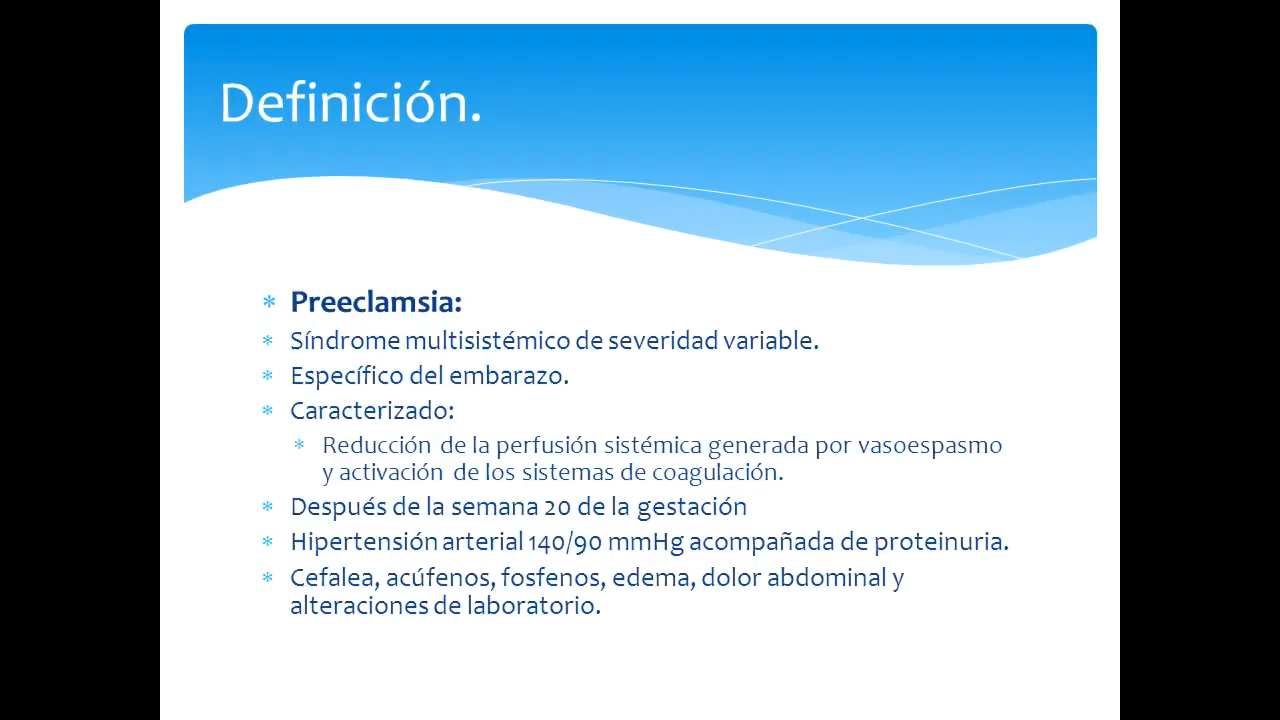 Definición.
* Preeclamsia:
* Síndrome multisistémico de severidad variable.
* Específico del embarazo.
* Caracterizado:
* Reducción de la perfusión sistémica generada por vasoespasmo
y activación de los sistemas de coagulación.
* Después de la semana 20 de la gestación
* Hipertensión arterial 140/90 mmHg acompañada de proteinuria.
* Cefalea, acúfenos, fosfenos, edema, dolor abdominal y
alteraciones de laboratorio.